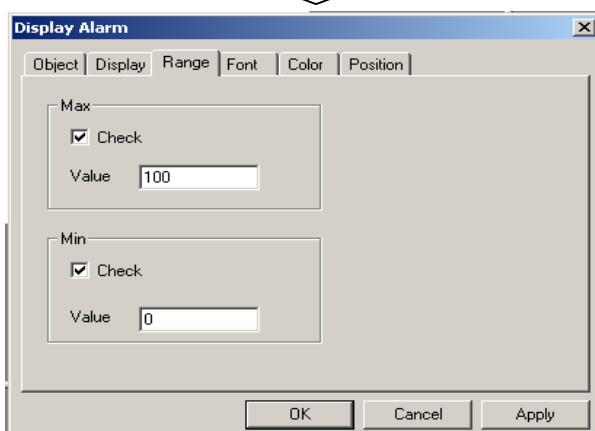 Display Alarm
Object Display Range Font Color Position
Max
Check
Value 100
Min
Check
Value 0
OK Cancel Apply